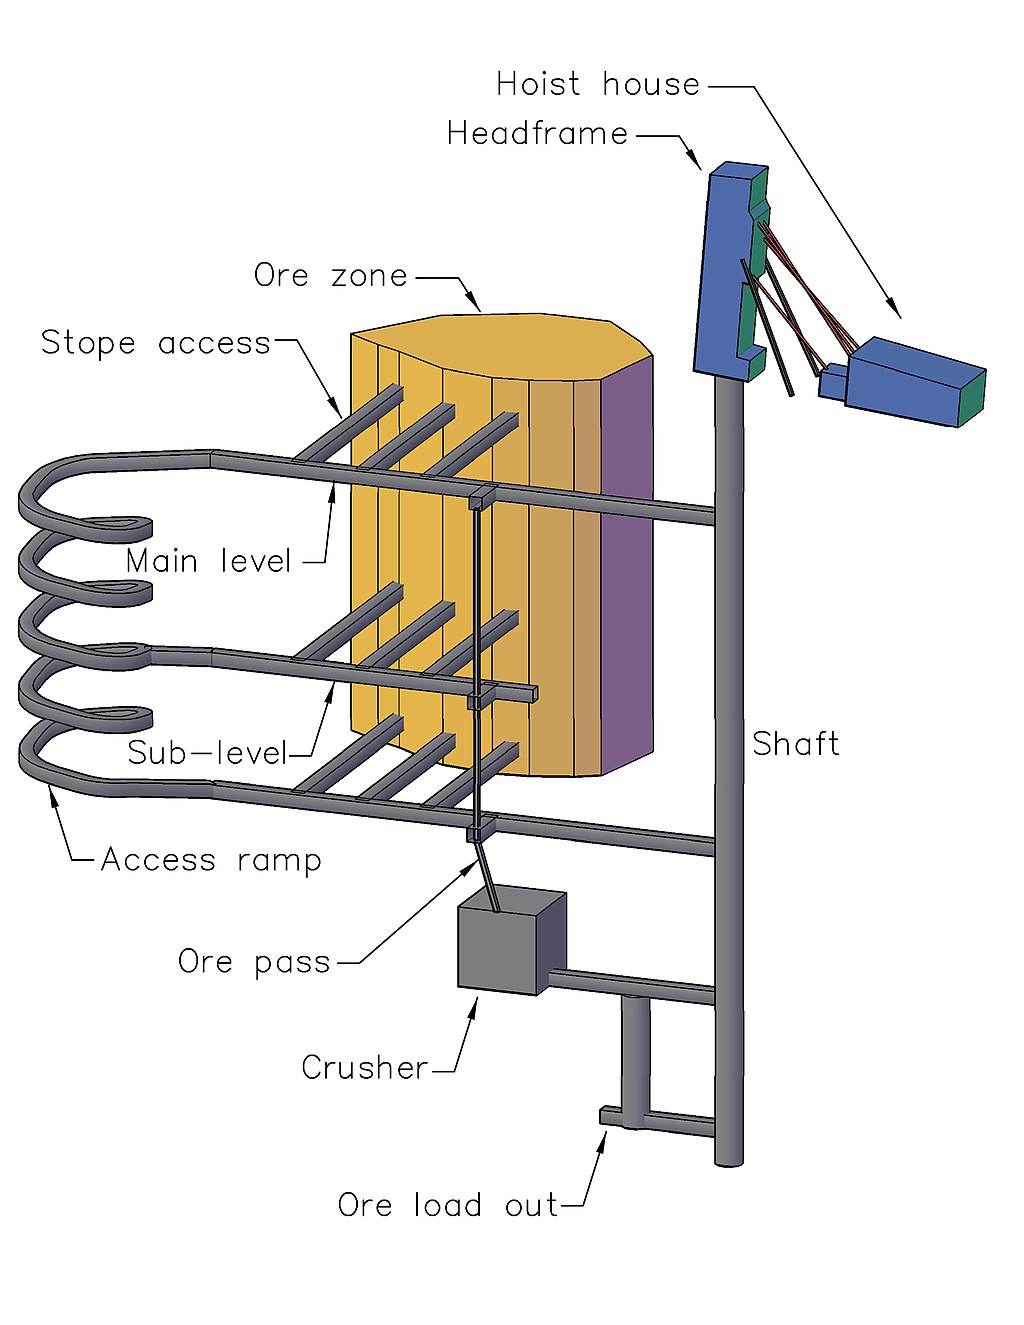 Hoist house
Headframe
Ore zone
Stope access
Main level
Sub-level
Shaft
Access ramp
Ore pass
Crusher
Ore load out